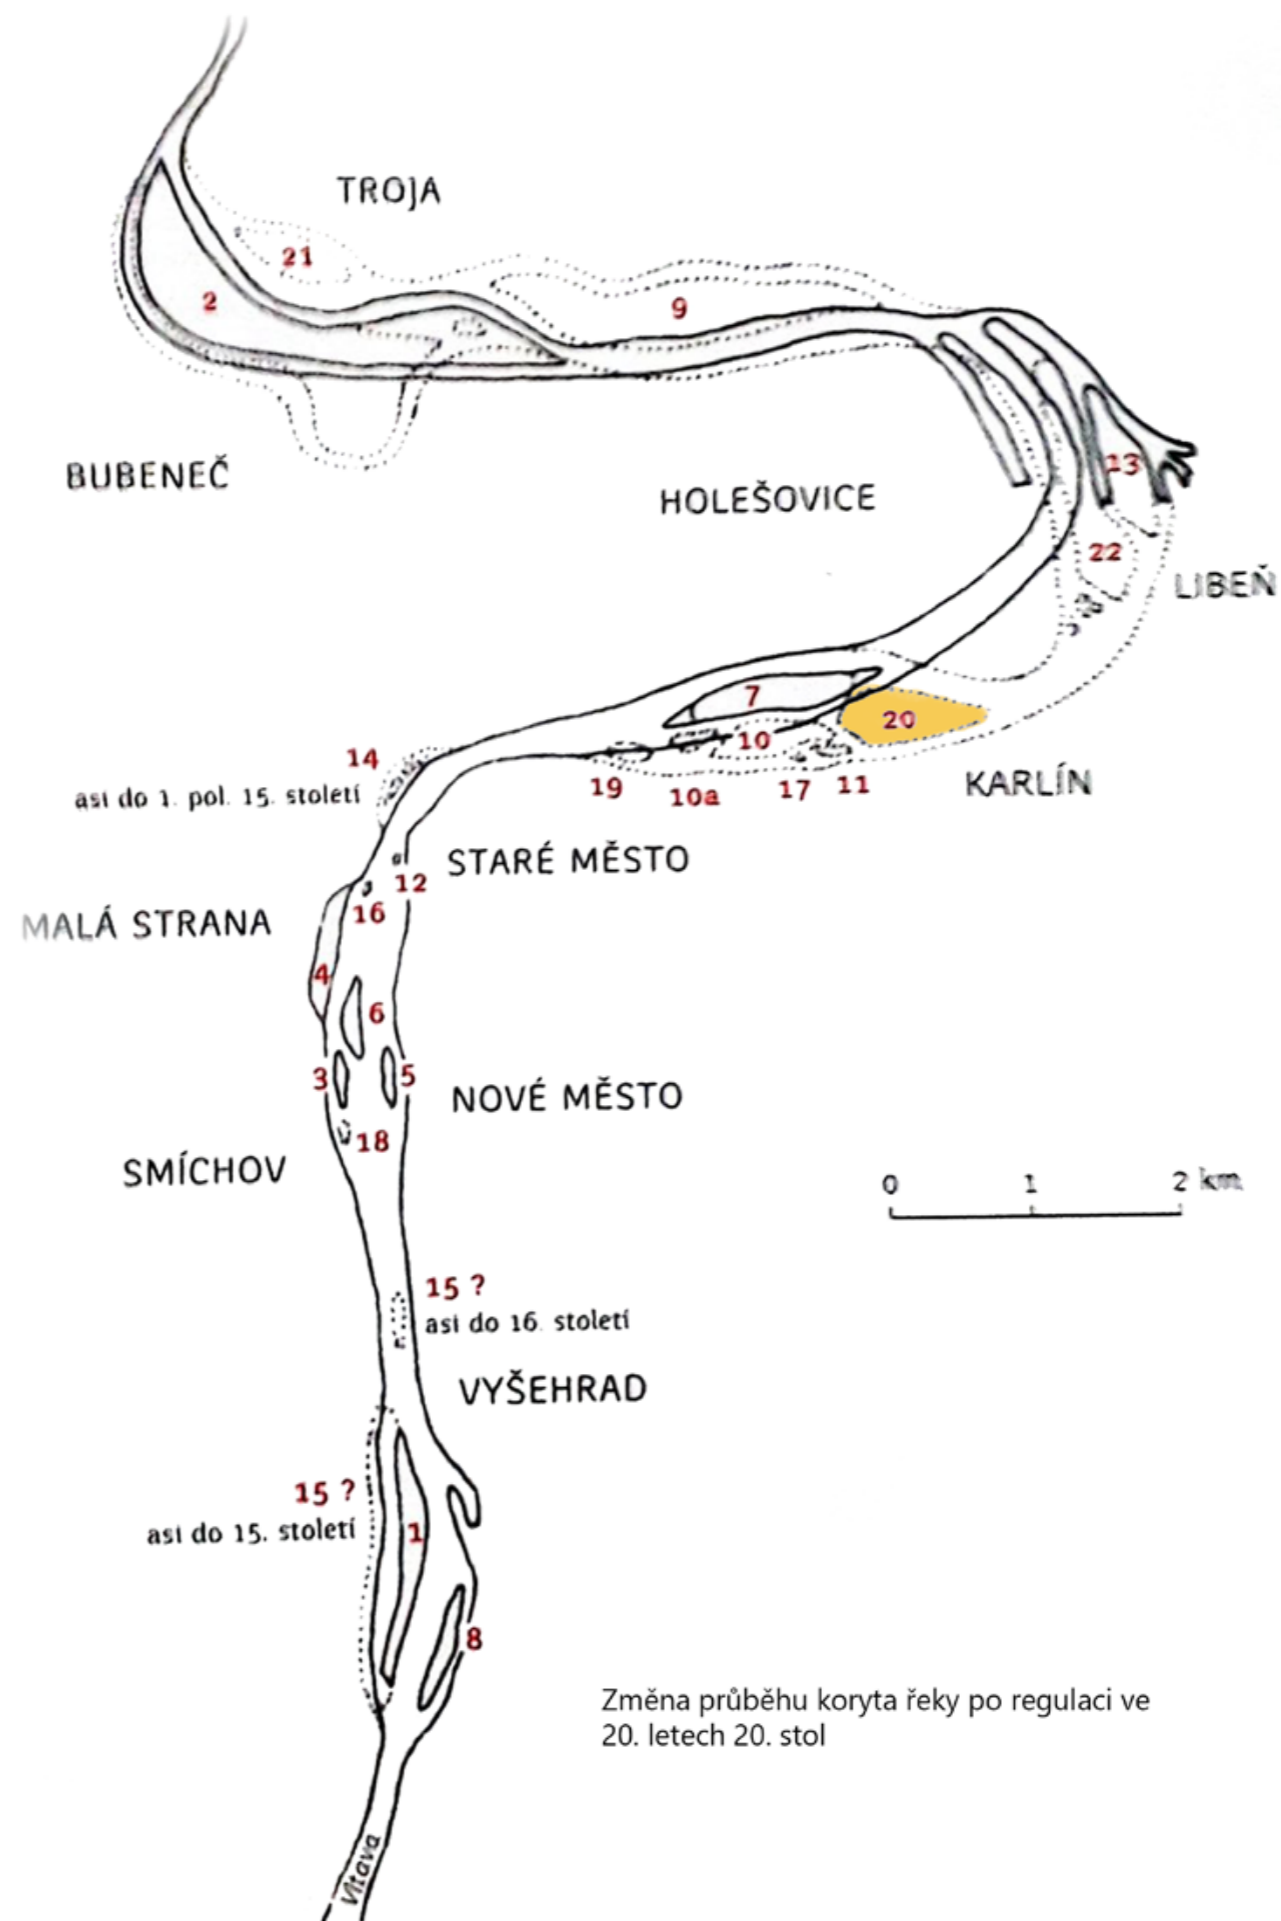 TROJA
21
2
9
BUBENEČ
HOLEŠOVICE
13
22
LIBEŇ
7
20
14
10
asi do 1. pol. 15. století
19
10a
17
11
KARLÍN
STARÉ MĚSTO
12
16
MALÁ STRANA
4
6
3
5
NOVÉ MĚSTO
18
SMÍCHOV
0 1 2 km
15 ?
asi do 16. století
VYŠEHRAD
15 ?
asi do 15. století
1
8
Změna průběhu koryta řeky po regulaci ve
20. letech 20. stol
Vltava